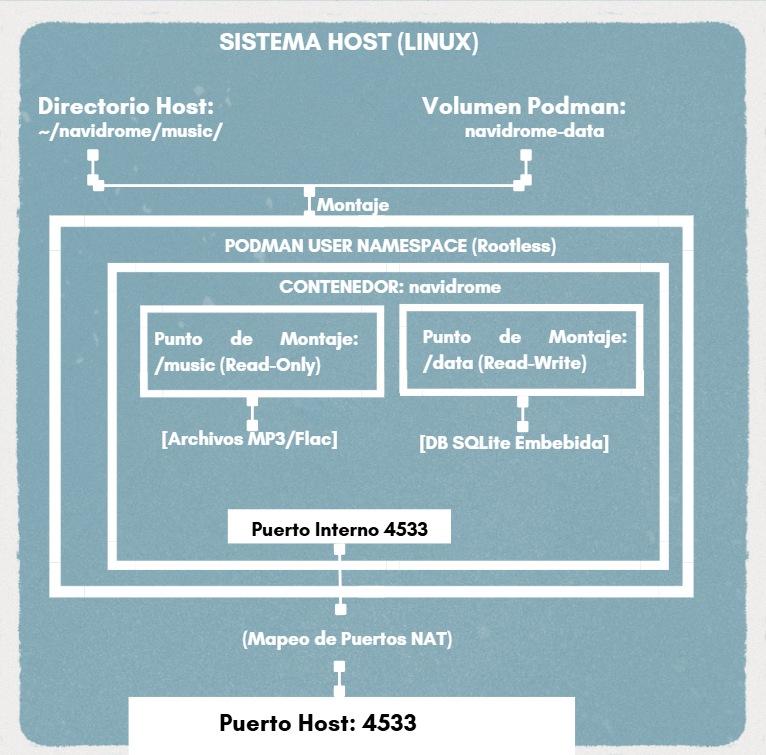 SISTEMA HOST (LINUX)
Directorio Host:
~/navidrome/music/
Volumen Podman:
navidrome-data
Montaje
PODMAN USER NAMESPACE (Rootless)
CONTENEDOR: navidrome
Punto de Montaje:
/music (Read-Only)
Punto de Montaje:
/data (Read-Write)
[Archivos MP3/Flac]
[DB SQLite Embebida]
Puerto Interno 4533
(Mapeo de Puertos NAT)
Puerto Host: 4533